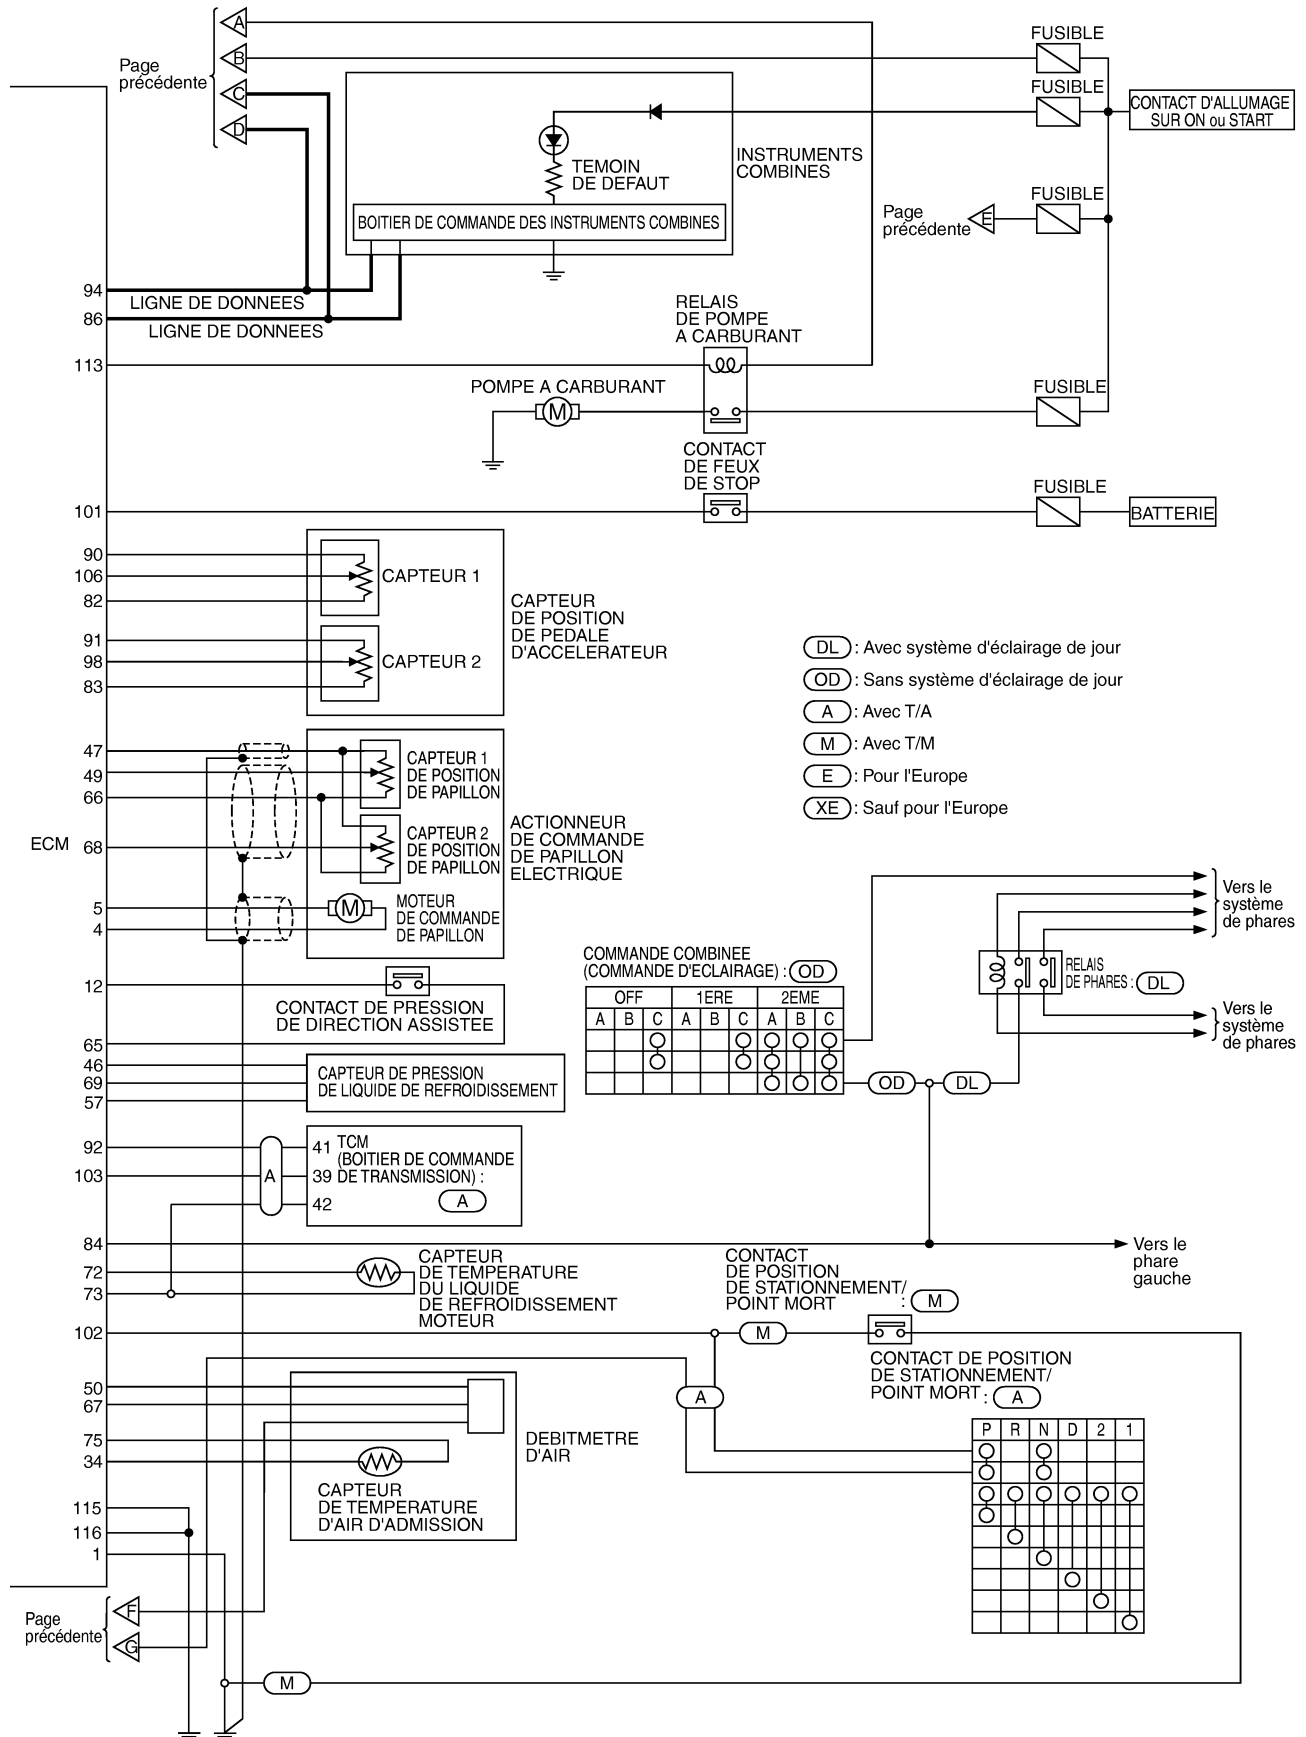 A
FUSIBLE
B
Page
précédente
C
FUSIBLE
CONTACT D'ALLUMAGE
SUR ON ou START
D
TEMOIN
DE DEFAUT
INSTRUMENTS
COMBINES
BOITIER DE COMMANDE DES INSTRUMENTS COMBINES
FUSIBLE
Page
précédente
E
94
LIGNE DE DONNEES
86
LIGNE DE DONNEES
RELAIS
DE POMPE
A CARBURANT
113
POMPE A CARBURANT
M
FUSIBLE
CONTACT
DE FEUX
DE STOP
FUSIBLE
101
BATTERIE
90
106
82
CAPTEUR 1
91
98
83
CAPTEUR 2
CAPTEUR
DE POSITION
DE PEDALE
D'ACCELERATEUR
DL : Avec système d'éclairage de jour
OD : Sans système d'éclairage de jour
A : Avec T/A
M : Avec T/M
E : Pour l'Europe
XE : Sauf pour l'Europe
47
49
66
CAPTEUR 1
DE POSITION
DE PAPILLON
ECM
68
CAPTEUR 2
DE POSITION
DE PAPILLON
ACTIONNEUR
DE COMMANDE
DE PAPILLON
ELECTRIQUE
5
4
M
MOTEUR
DE COMMANDE
DE PAPILLON
Vers le
système
de phares
COMMANDE COMBINEE
(COMMANDE D'ECLAIRAGE) : OD
RELAIS
DE PHARES : DL
12
CONTACT DE PRESSION
DE DIRECTION ASSISTEE
OFF 1ERE 2EME
A B C A B C A B C
Vers le
système
de phares
65
46
69
57
CAPTEUR DE PRESSION
DE LIQUIDE DE REFROIDISSEMENT
OD
DL
92
103
A
41 TCM
(BOITIER DE COMMANDE
39 DE TRANSMISSION) :
42
A
84
Vers le
phare
gauche
72
73
CAPTEUR
DE TEMPERATURE
DU LIQUIDE
DE REFROIDISSEMENT
MOTEUR
CONTACT
DE POSITION
DE STATIONNEMENT/
POINT MORT : M
102
M
CONTACT DE POSITION
DE STATIONNEMENT/
POINT MORT : A
50
67
A
75
34
DEBITMETRE
D'AIR
CAPTEUR
DE TEMPERATURE
D'AIR D'ADMISSION
P R N D 2 1
115
116
1
Page
précédente
F
G
M